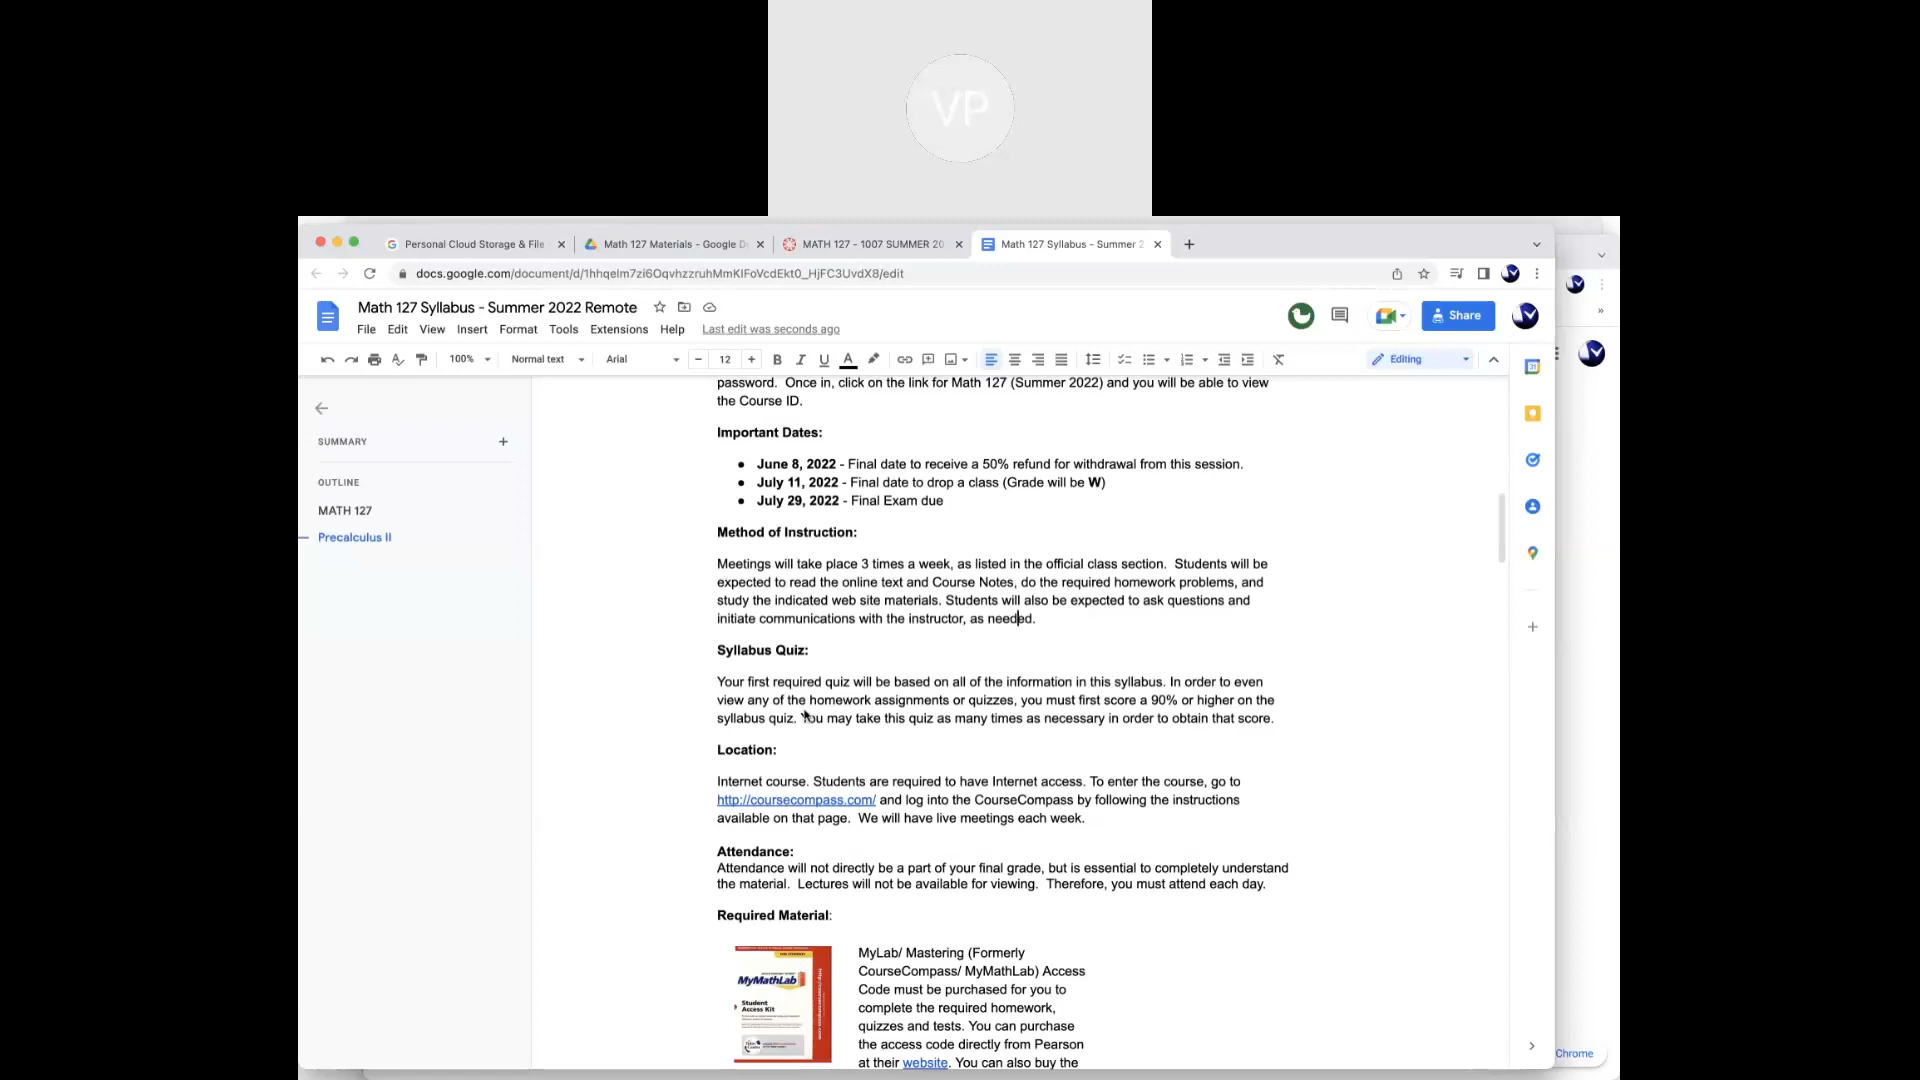 VP
Personal Cloud Storage & File
Math 127 Materials - Google D
MATH 127 - 1007 SUMMER 20
Math 127 Syllabus - Summer 2
docs.google.com/document/d/1hhqelm7zi6OqvhzzruhMmKIFoVcdEkt0_HjFC3UvdX8/edit
Math 127 Syllabus - Summer 2022 Remote
File Edit View Insert Format Tools Extensions Help Last edit was seconds ago
Share
100% Normal text Arial 12 Editing
password.  Once in, click on the link for Math 127 (Summer 2022) and you will be able to view
the Course ID.
SUMMARY
OUTLINE
MATH 127
Precalculus II
Important Dates:
● June 8, 2022 - Final date to receive a 50% refund for withdrawal from this session.
● July 11, 2022 - Final date to drop a class (Grade will be W)
● July 29, 2022 - Final Exam due
Method of Instruction:
Meetings will take place 3 times a week, as listed in the official class section.  Students will be
expected to read the online text and Course Notes, do the required homework problems, and
study the indicated web site materials. Students will also be expected to ask questions and
initiate communications with the instructor, as needed.
Syllabus Quiz:
Your first required quiz will be based on all of the information in this syllabus. In order to even
view any of the homework assignments or quizzes, you must first score a 90% or higher on the
syllabus quiz. You may take this quiz as many times as necessary in order to obtain that score.
Location:
Internet course. Students are required to have Internet access. To enter the course, go to
http://coursecompass.com/ and log into the CourseCompass by following the instructions
available on that page.  We will have live meetings each week.
Attendance:
Attendance will not directly be a part of your final grade, but is essential to completely understand
the material.  Lectures will not be available for viewing.  Therefore, you must attend each day.
Required Material:
MyMathLab
Student
Access Kit
MyLab/ Mastering (Formerly
CourseCompass/ MyMathLab) Access
Code must be purchased for you to
complete the required homework,
quizzes and tests. You can purchase
the access code directly from Pearson
at their website. You can also buy the
Chrome